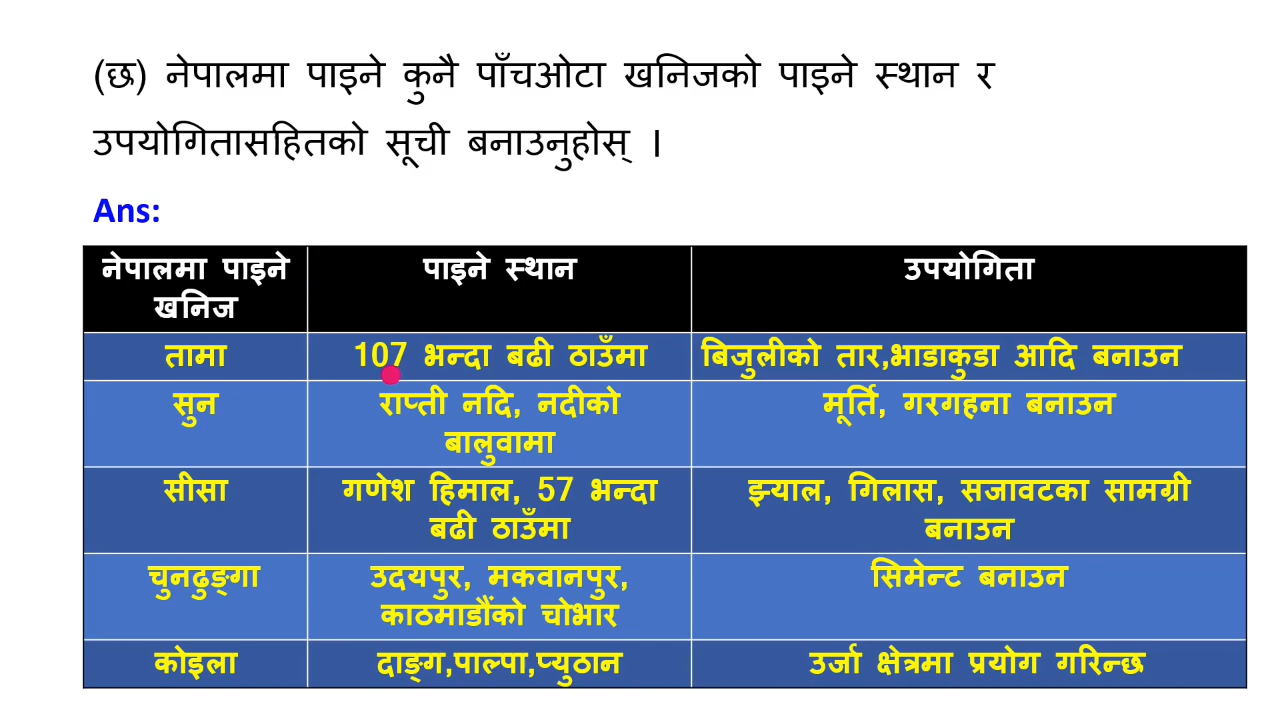 (छ) नेपालमा पाइने कुनै पाँचओटा खनिजको पाइने स्थान र
उपयोगितासहितको सूची बनाउनुहोस् ।
Ans:
नेपालमा पाइने खनिज | पाइने स्थान | उपयोगिता
तामा | 107 भन्दा बढी ठाउँमा | बिजुलीको तार,भाडाकुडा आदि बनाउन
सुन | राप्ती नदि, नदीको बालुवामा | मूर्ति, गरगहना बनाउन
सीसा | गणेश हिमाल, 57 भन्दा बढी ठाउँमा | झ्याल, गिलास, सजावटका सामग्री बनाउन
चुनढुङ्गा | उदयपुर, मकवानपुर, काठमाडौंको चोभार | सिमेन्ट बनाउन
कोइला | दाङ्ग,पाल्पा,प्युठान | उर्जा क्षेत्रमा प्रयोग गरिन्छ